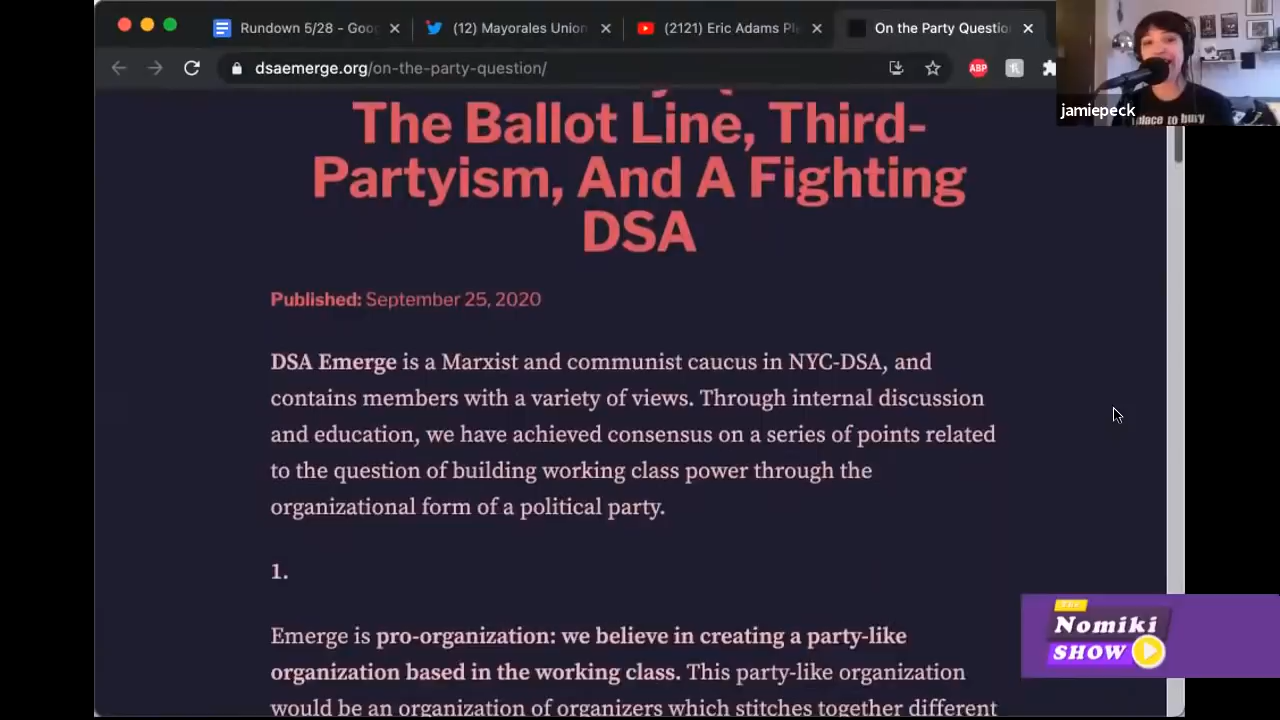 Rundown 5/28 - Goo
(12) Mayorales Union
(2121) Eric Adams Pl
On the Party Questio
dsaemerge.org/on-the-party-question/
ABP
jamiepeck
place to bury
The Ballot Line, Third-
Partyism, And A Fighting
DSA
Published: September 25, 2020
DSA Emerge is a Marxist and communist caucus in NYC-DSA, and
contains members with a variety of views. Through internal discussion
and education, we have achieved consensus on a series of points related
to the question of building working class power through the
organizational form of a political party.
1.
Emerge is pro-organization: we believe in creating a party-like
organization based in the working class. This party-like organization
would be an organization of organizers which stitches together different
The
Nomiki
SHOW